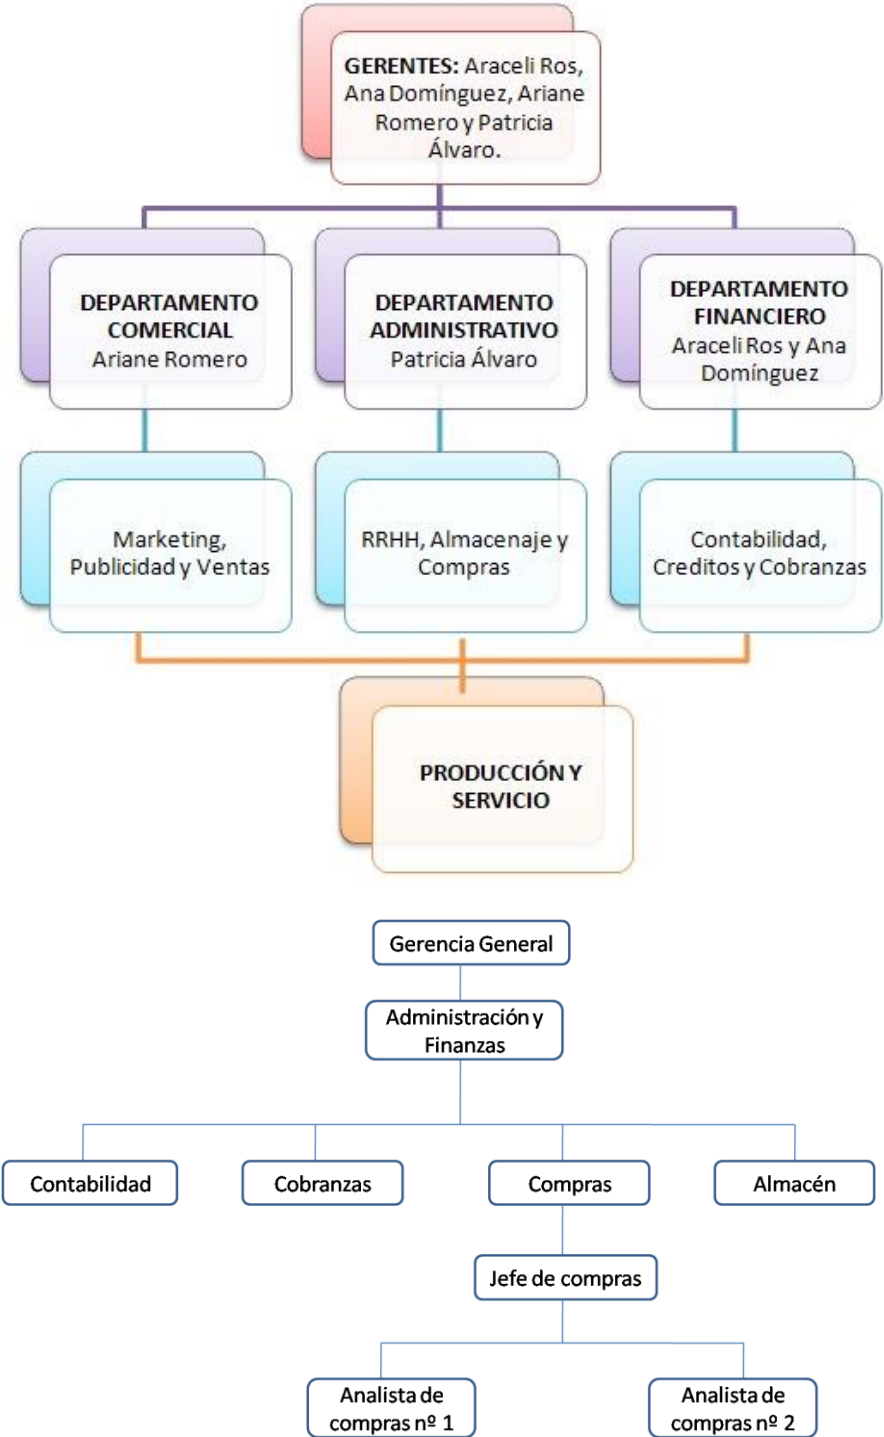 GERENTES: Araceli Ros,
Ana Domínguez, Ariane
Romero y Patricia
Álvaro.
DEPARTAMENTO
COMERCIAL
Ariane Romero
DEPARTAMENTO
ADMINISTRATIVO
Patricia Álvaro
DEPARTAMENTO
FINANCIERO
Araceli Ros y Ana
Domínguez
Marketing,
Publicidad y Ventas
RRHH, Almacenaje y
Compras
Contabilidad,
Creditos y Cobranzas
PRODUCCIÓN Y
SERVICIO
Gerencia General
Administración y
Finanzas
Contabilidad
Cobranzas
Compras
Almacén
Jefe de compras
Analista de
compras nº 1
Analista de
compras nº 2